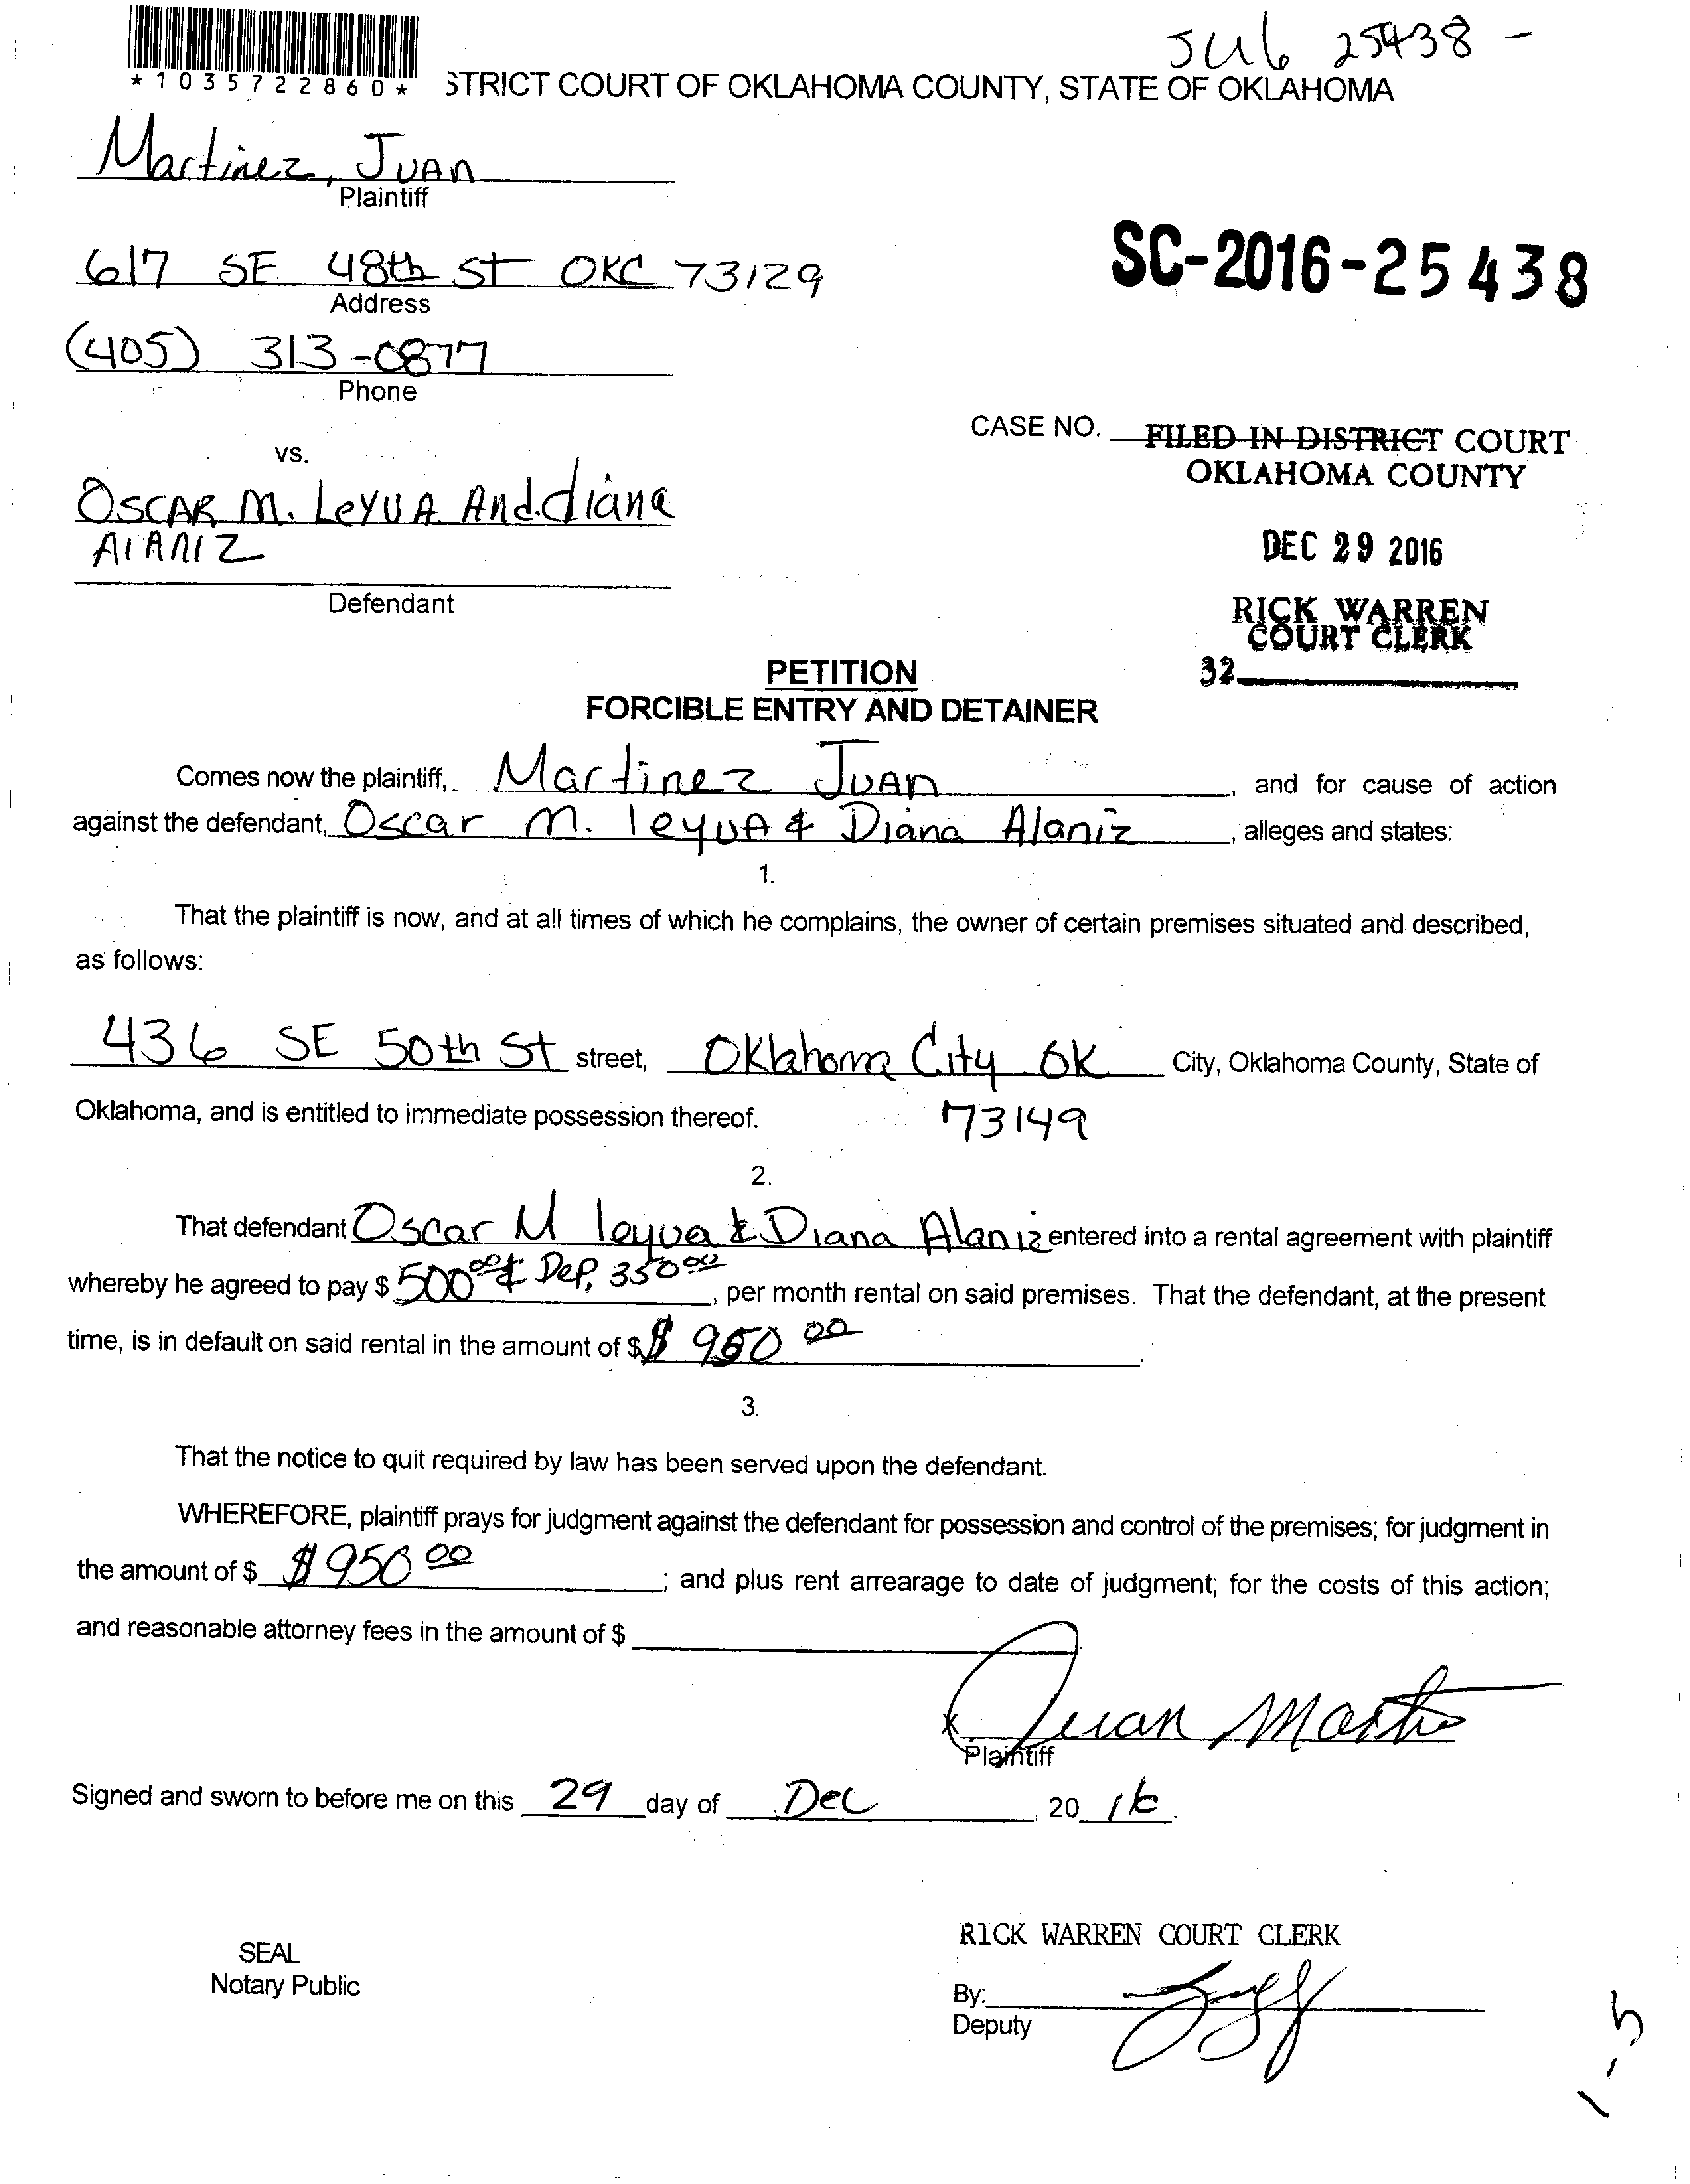 SC16 25438 -
*1035722860* STRICT COURT OF OKLAHOMA COUNTY, STATE OF OKLAHOMA
Martinez, JUAN
Plaintiff
617 SE 48th ST OKC 73129
Address
SC-2016-25438
(405) 313-0877
Phone
CASE NO. FILED IN DISTRICT COURT
OKLAHOMA COUNTY
vs.
OSCAR M. LeYUA And diana
AlANIZ
Defendant
DEC 29 2016
RICK WARREN
COURT CLERK
32
PETITION
FORCIBLE ENTRY AND DETAINER
Comes now the plaintiff, Martinez JUAN, and for cause of action
against the defendant, Oscar M. leyuA & Diana Alaniz, alleges and states:
1.
That the plaintiff is now, and at all times of which he complains, the owner of certain premises situated and described,
as follows:
436 SE 50th St street, Oklahoma City OK City, Oklahoma County, State of
Oklahoma, and is entitled to immediate possession thereof. 73149
2.
That defendant Oscar M leyva & Diana Alaniz entered into a rental agreement with plaintiff
whereby he agreed to pay $ 500.00 & Dep, 350.00, per month rental on said premises. That the defendant, at the present
time, is in default on said rental in the amount of $ $ 950 00.
3.
That the notice to quit required by law has been served upon the defendant.
WHEREFORE, plaintiff prays for judgment against the defendant for possession and control of the premises; for judgment in
the amount of $ $ 950 00; and plus rent arrearage to date of judgment; for the costs of this action;
and reasonable attorney fees in the amount of $
x Juan Martin
Plaintiff
Signed and sworn to before me on this 29 day of Dec, 20 16.
RICK WARREN COURT CLERK
SEAL
Notary Public
By:
Deputy
1-5